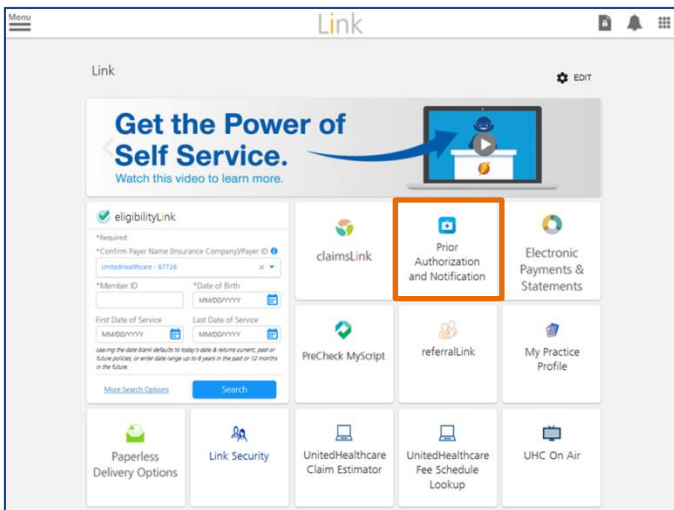 Menu
Link
Link
EDIT
Get the Power of
Self Service.
Watch this video to learn more.
eligibilityLink
*Required
*Confirm Payer Name (Insurance Company)/Payer ID
UnitedHealthcare - 87726
*Member ID
*Date of Birth
MM/DD/YYYY
First Date of Service
Last Date of Service
MM/DD/YYYY
MM/DD/YYYY
Leaving the date blank defaults to today's date & returns current, past or
future policies, or enter date range up to 6 years in the past or 12 months
in the future.
More Search Options
Search
claimsLink
Prior
Authorization
and Notification
Electronic
Payments &
Statements
PreCheck MyScript
referralLink
My Practice
Profile
Paperless
Delivery Options
Link Security
UnitedHealthcare
Claim Estimator
UnitedHealthcare
Fee Schedule
Lookup
UHC On Air